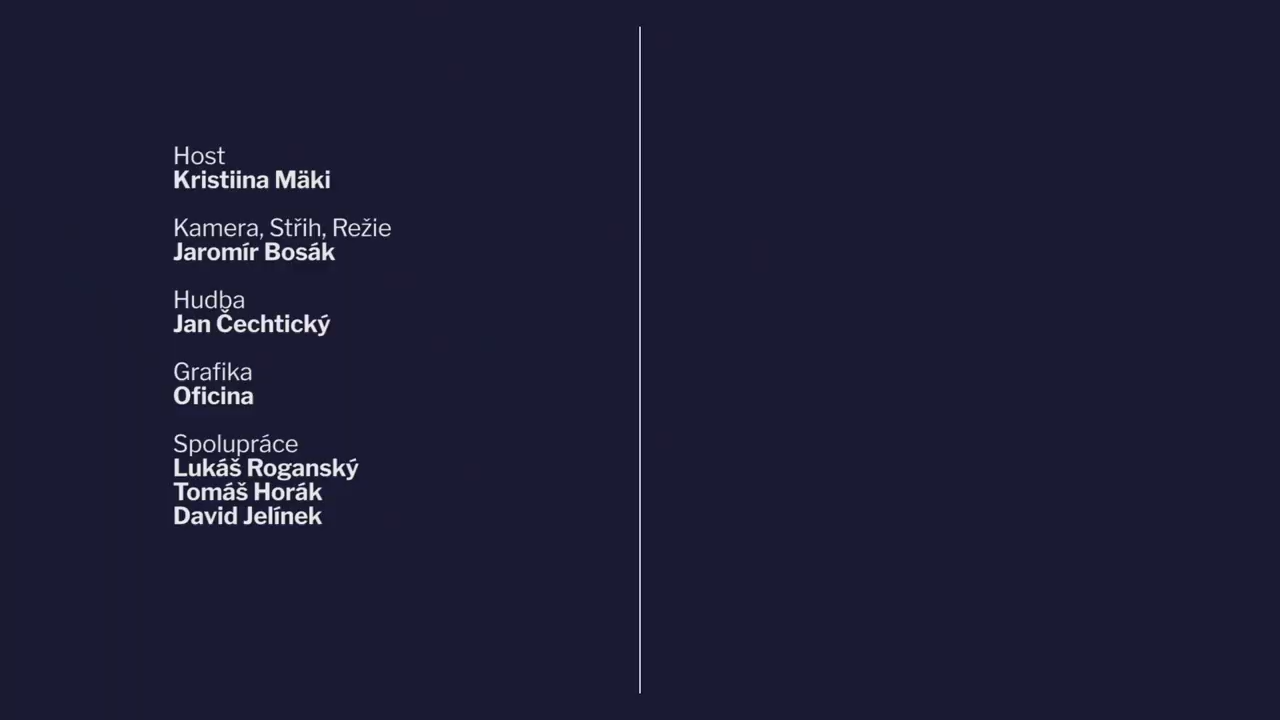 Host
Kristiina Mäki
Kamera, Střih, Režie
Jaromír Bosák
Hudba
Jan Čechtický
Grafika
Oficina
Spolupráce
Lukáš Roganský
Tomáš Horák
David Jelínek